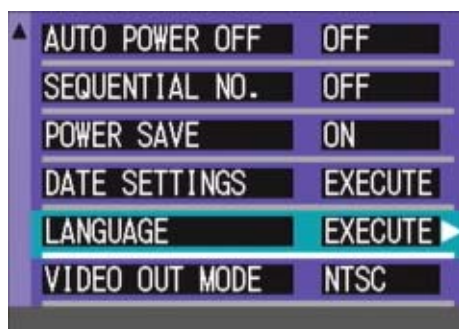 AUTO POWER OFF OFF
SEQUENTIAL NO. OFF
POWER SAVE ON
DATE SETTINGS EXECUTE
LANGUAGE EXECUTE
VIDEO OUT MODE NTSC